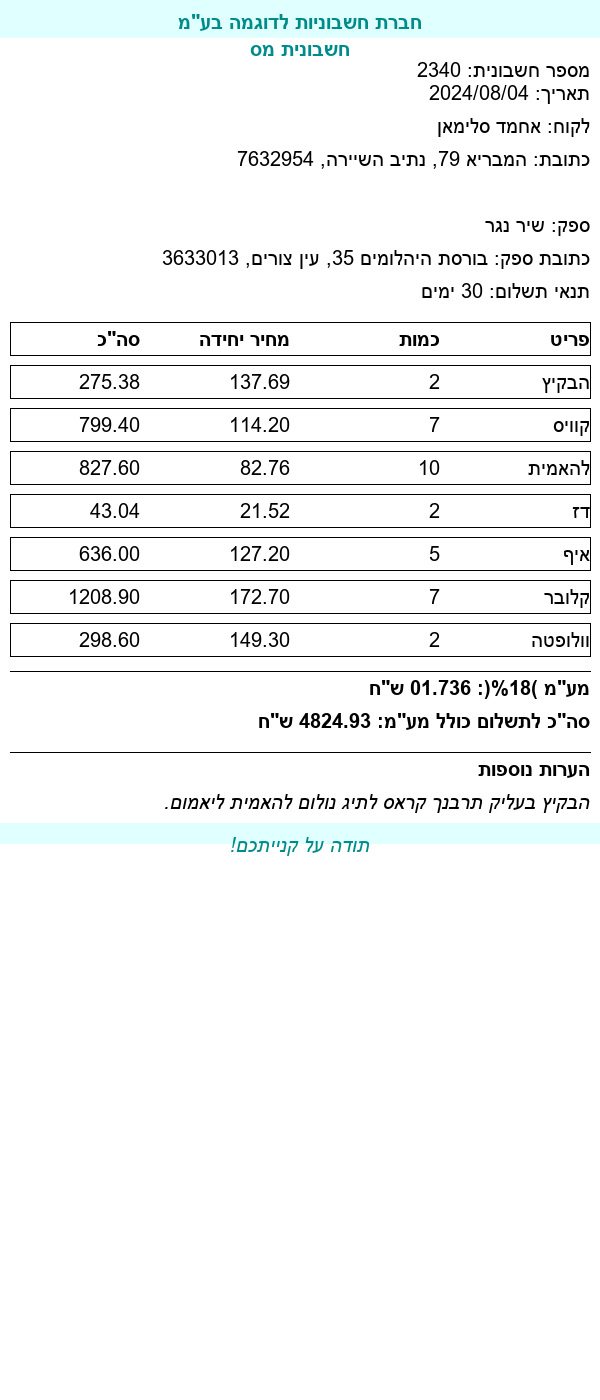 חברת חשבוניות לדוגמה בע"מ
חשבונית מס
מספר חשבונית: 2340
תאריך: 2024/08/04
לקוח: אחמד סלימאן
כתובת: המבריא 79, נתיב השיירה, 7632954
ספק: שיר נגר
כתובת ספק: בורסת היהלומים 35, עין צורים, 3633013
תנאי תשלום: 30 ימים
פריט כמות מחיר יחידה סה"כ
הבקיץ 2 137.69 275.38
קוויס 7 114.20 799.40
להאמית 10 82.76 827.60
דז 2 21.52 43.04
איף 5 127.20 636.00
קלובר 7 172.70 1208.90
וולופטה 2 149.30 298.60
מע"מ )18%(: 01.736 ש"ח
סה"כ לתשלום כולל מע"מ: 4824.93 ש"ח
הערות נוספות
הבקיץ בעליק תרבנך קראס לתיג נולום להאמית ליאמום.
תודה על קנייתכם!